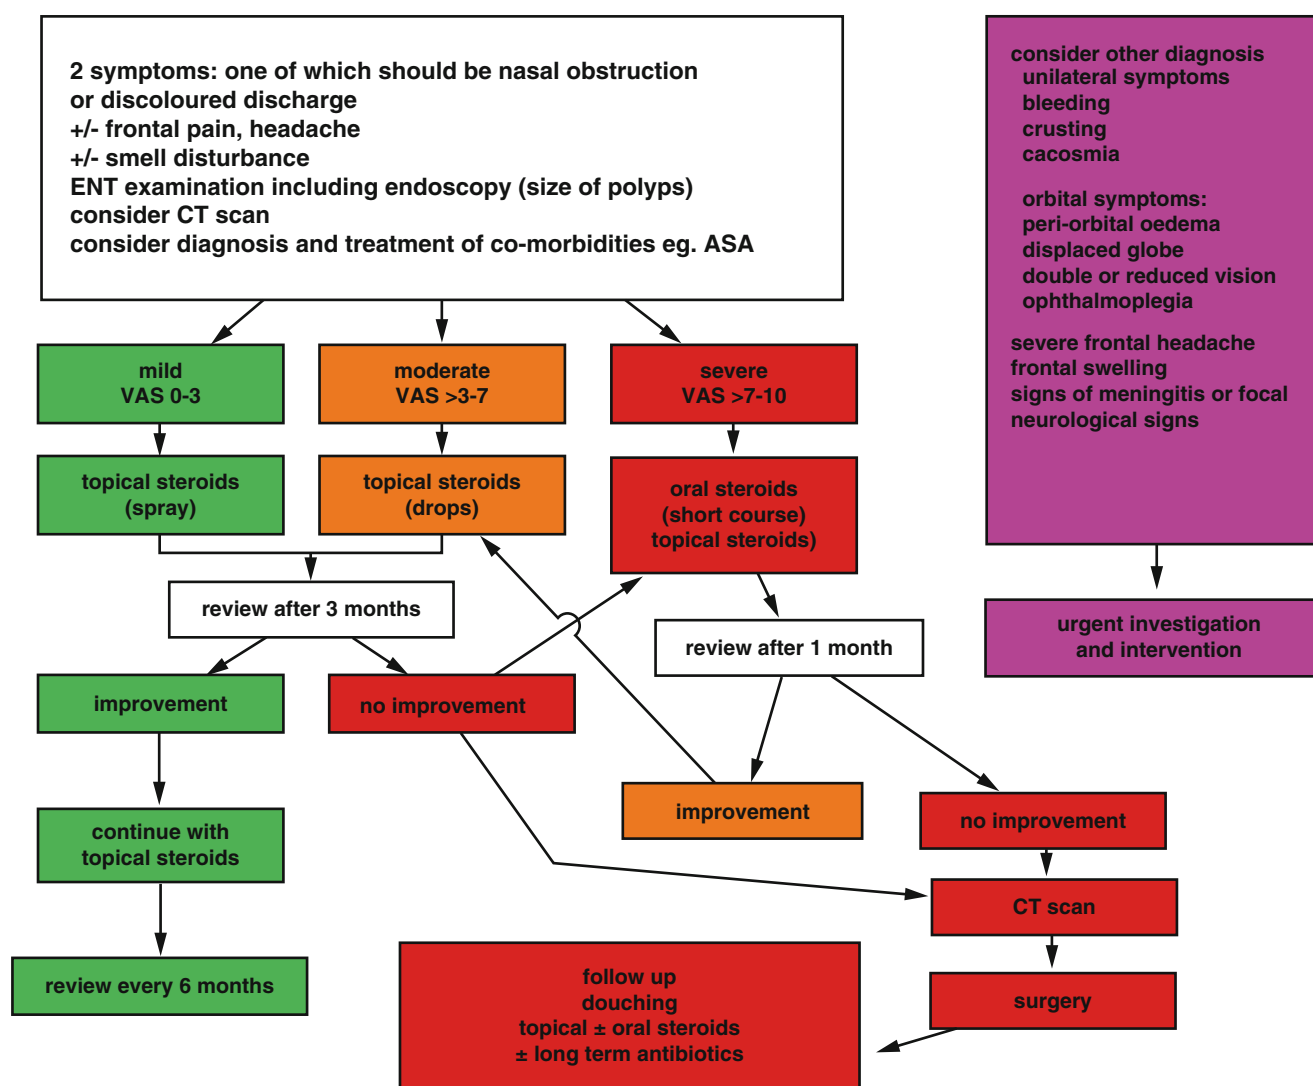 2 symptoms: one of which should be nasal obstruction
or discoloured discharge
+/- frontal pain, headache
+/- smell disturbance
ENT examination including endoscopy (size of polyps)
consider CT scan
consider diagnosis and treatment of co-morbidities eg. ASA
consider other diagnosis
unilateral symptoms
bleeding
crusting
cacosmia
orbital symptoms:
peri-orbital oedema
displaced globe
double or reduced vision
ophthalmoplegia
severe frontal headache
frontal swelling
signs of meningitis or focal
neurological signs
urgent investigation
and intervention
mild
VAS 0-3
moderate
VAS >3-7
severe
VAS >7-10
topical steroids
(spray)
topical steroids
(drops)
oral steroids
(short course)
topical steroids)
review after 3 months
review after 1 month
improvement
no improvement
improvement
no improvement
continue with
topical steroids
CT scan
review every 6 months
surgery
follow up
douching
topical ± oral steroids
± long term antibiotics